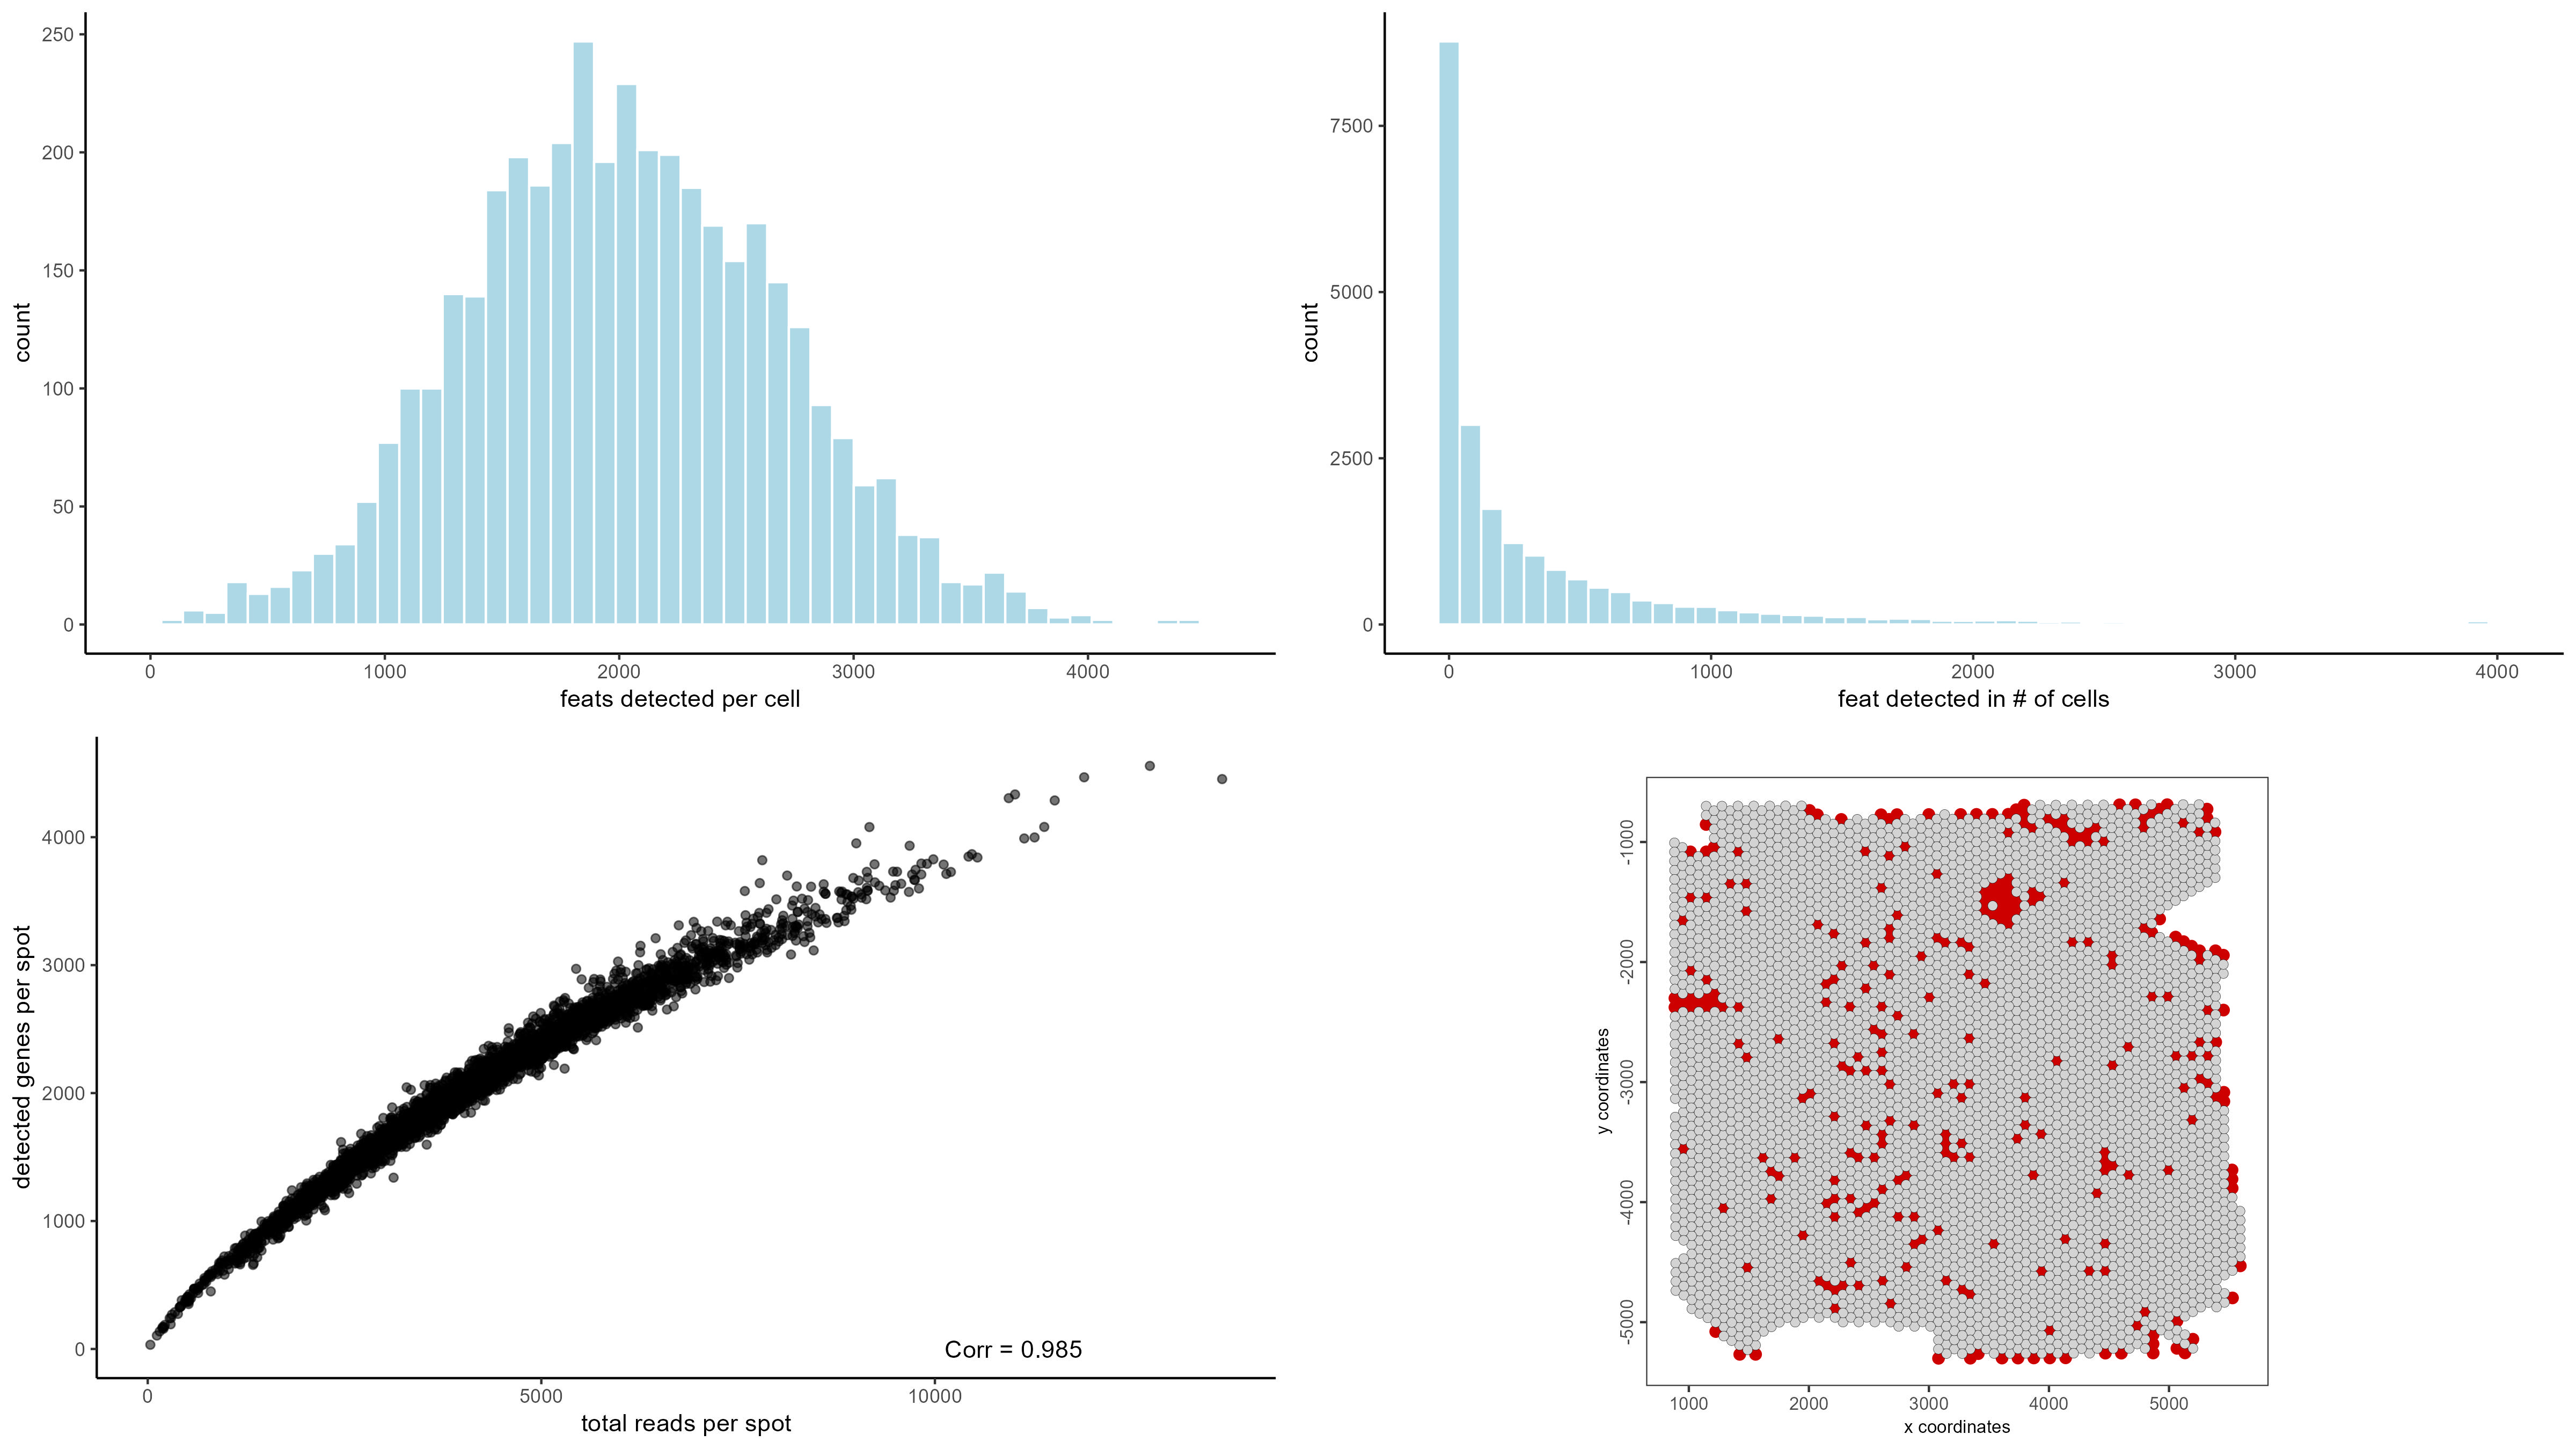 250
200
150
100
50
0
count
0 1000 2000 3000 4000
feats detected per cell
7500
5000
2500
0
count
0 1000 2000 3000 4000
feat detected in # of cells
4000
3000
2000
1000
0
detected genes per spot
Corr = 0.985
0 5000 10000
total reads per spot
-1000
-2000
-3000
-4000
-5000
y coordinates
1000 2000 3000 4000 5000
x coordinates